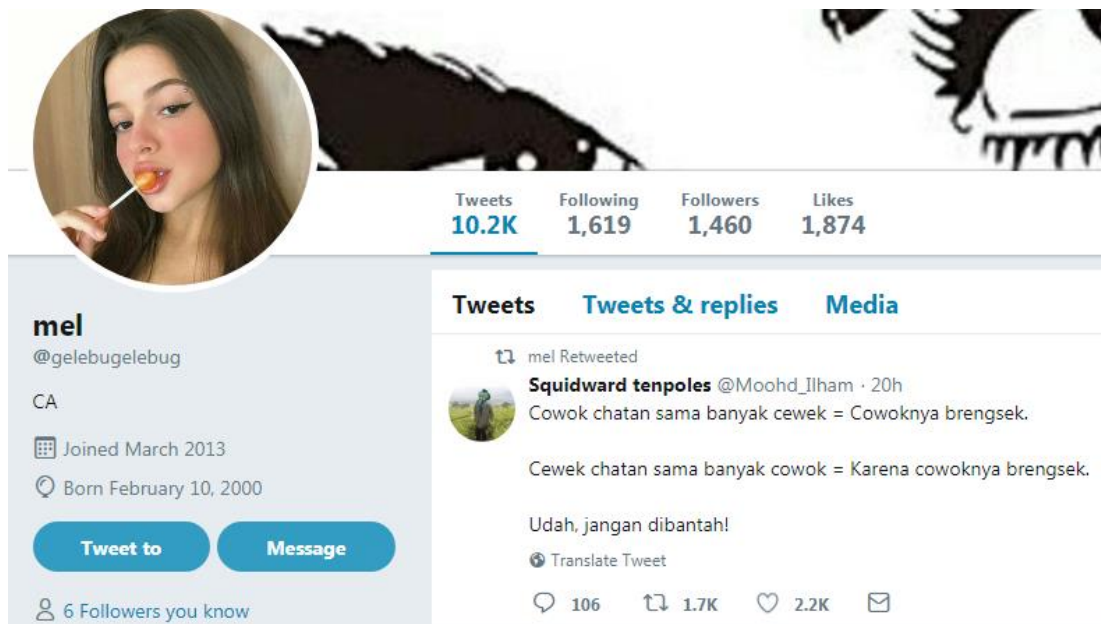 Tweets Following Followers Likes
10.2K 1,619 1,460 1,874
mel
@gelebugelebug
CA
Joined March 2013
Born February 10, 2000
Tweet to Message
6 Followers you know
Tweets Tweets & replies Media
mel Retweeted
Squidward tenpoles @Moohd_Ilham · 20h
Cowok chatan sama banyak cewek = Cowoknya brengsek.
Cewek chatan sama banyak cowok = Karena cowoknya brengsek.
Udah, jangan dibantah!
Translate Tweet
106 1.7K 2.2K